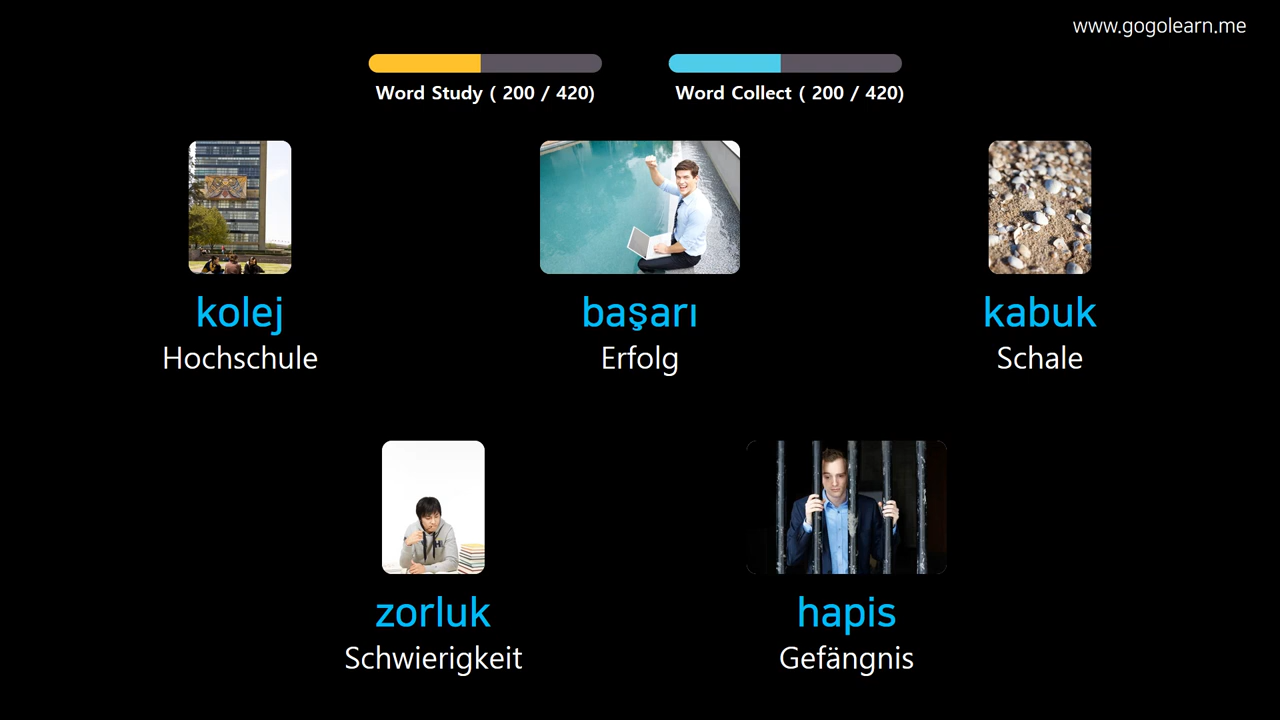 www.gogolearn.me
Word Study ( 200 / 420)
Word Collect ( 200 / 420)
kolej
Hochschule
başarı
Erfolg
kabuk
Schale
zorluk
Schwierigkeit
hapis
Gefängnis